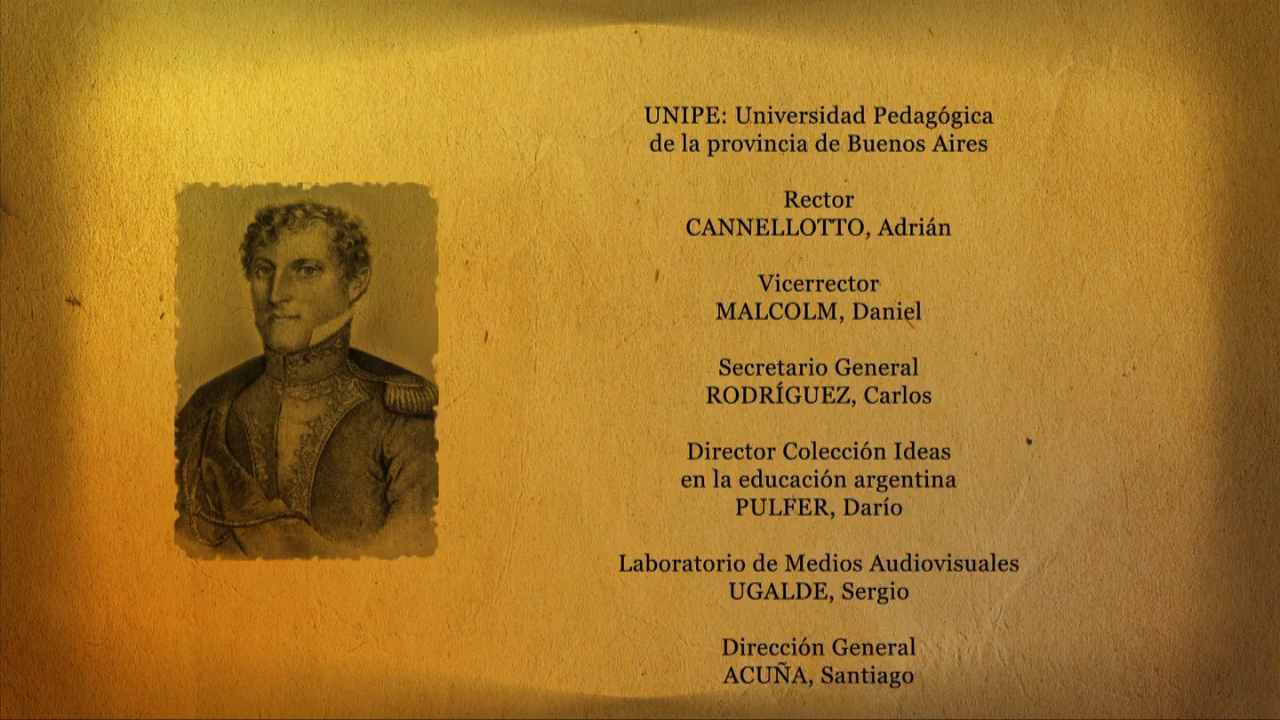 UNIPE: Universidad Pedagógica
de la provincia de Buenos Aires
Rector
CANNELLOTTO, Adrián
Vicerrector
MALCOLM, Daniel
Secretario General
RODRÍGUEZ, Carlos
Director Colección Ideas
en la educación argentina
PULFER, Darío
Laboratorio de Medios Audiovisuales
UGALDE, Sergio
Dirección General
ACUÑA, Santiago